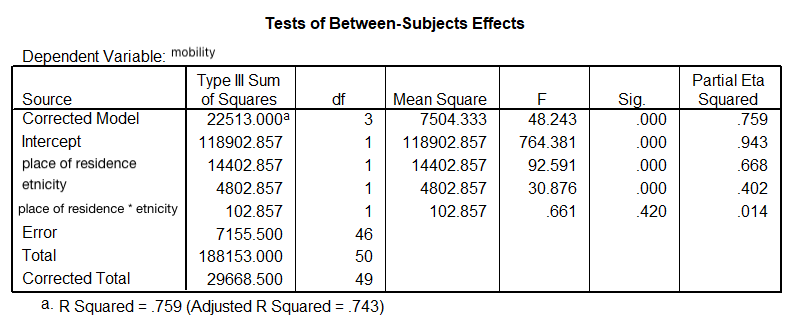 Tests of Between-Subjects Effects
Dependent Variable: mobility
Source Type III Sum of Squares df Mean Square F Sig. Partial Eta Squared
Corrected Model 22513.000a 3 7504.333 48.243 .000 .759
Intercept 118902.857 1 118902.857 764.381 .000 .943
place of residence 14402.857 1 14402.857 92.591 .000 .668
etnicity 4802.857 1 4802.857 30.876 .000 .402
place of residence * etnicity 102.857 1 102.857 .661 .420 .014
Error 7155.500 46
Total 188153.000 50
Corrected Total 29668.500 49
a. R Squared = .759 (Adjusted R Squared = .743)